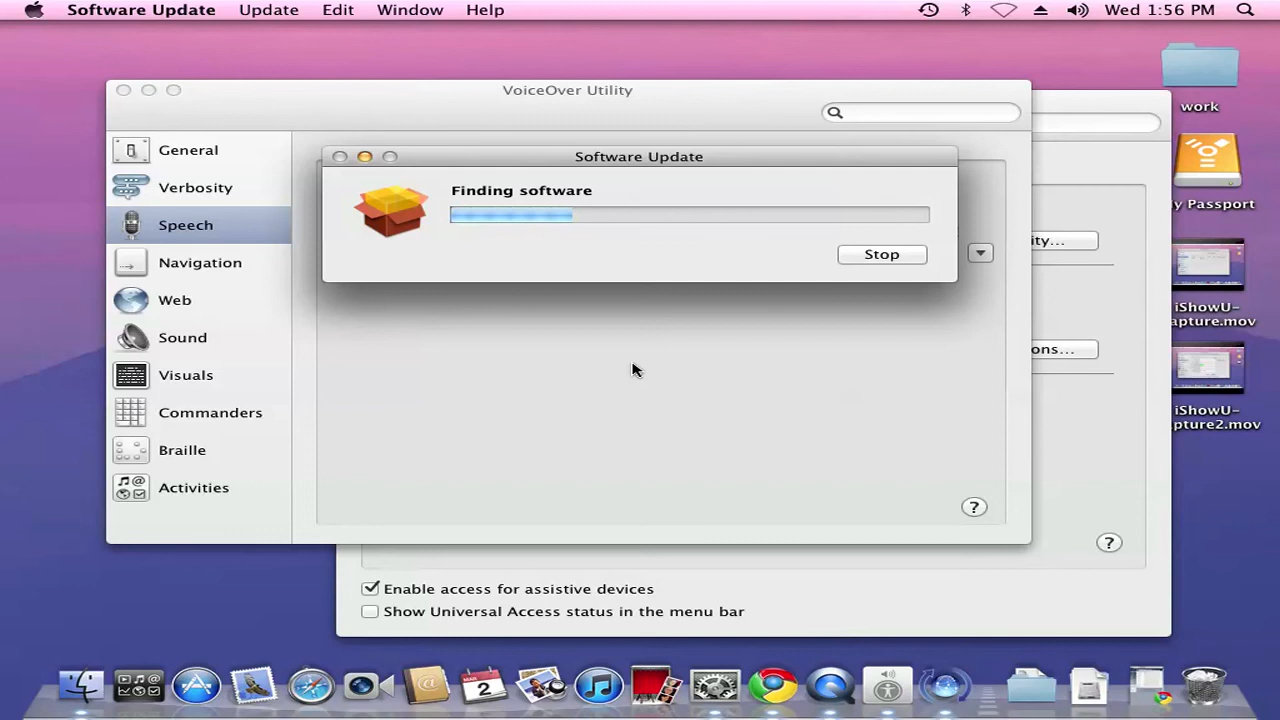 Software Update Update Edit Window Help Wed 1:56 PM
VoiceOver Utility
General
Verbosity
Speech
Navigation
Web
Sound
Visuals
Commanders
Braille
Activities
Software Update
Finding software
Stop
?
ity...
ons...
?
Enable access for assistive devices
Show Universal Access status in the menu bar
work
y Passport
iShowU-
apture.mov
iShowU-
apture2.mov
2